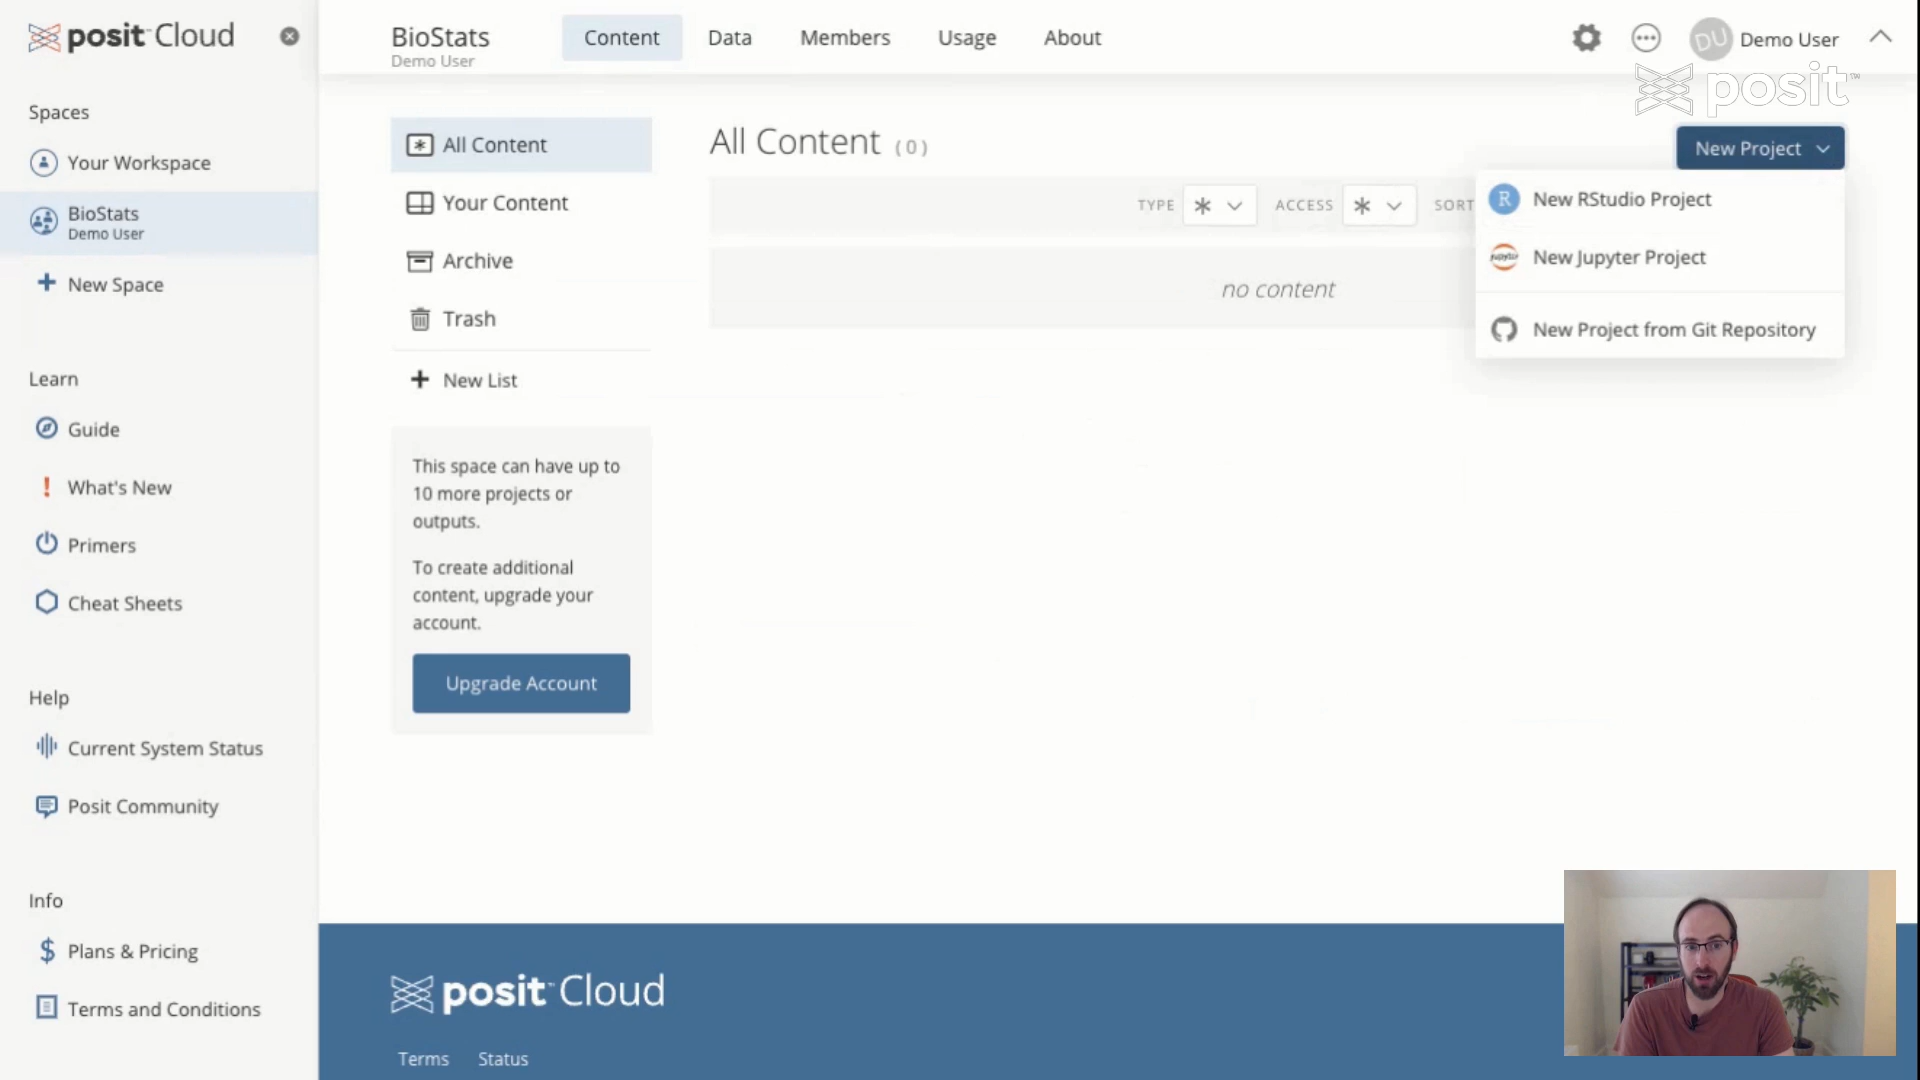 posit Cloud
Spaces
Your Workspace
BioStats
Demo User
New Space
Learn
Guide
What's New
Primers
Cheat Sheets
Help
Current System Status
Posit Community
Info
Plans & Pricing
Terms and Conditions
BioStats
Demo User
Content
Data
Members
Usage
About
DU
Demo User
posit™
All Content
Your Content
Archive
Trash
New List
This space can have up to
10 more projects or
outputs.
To create additional
content, upgrade your
account.
Upgrade Account
All Content (0)
New Project
TYPE
ACCESS
SORT
no content
R
New RStudio Project
jupyter
New Jupyter Project
New Project from Git Repository
posit Cloud
Terms
Status